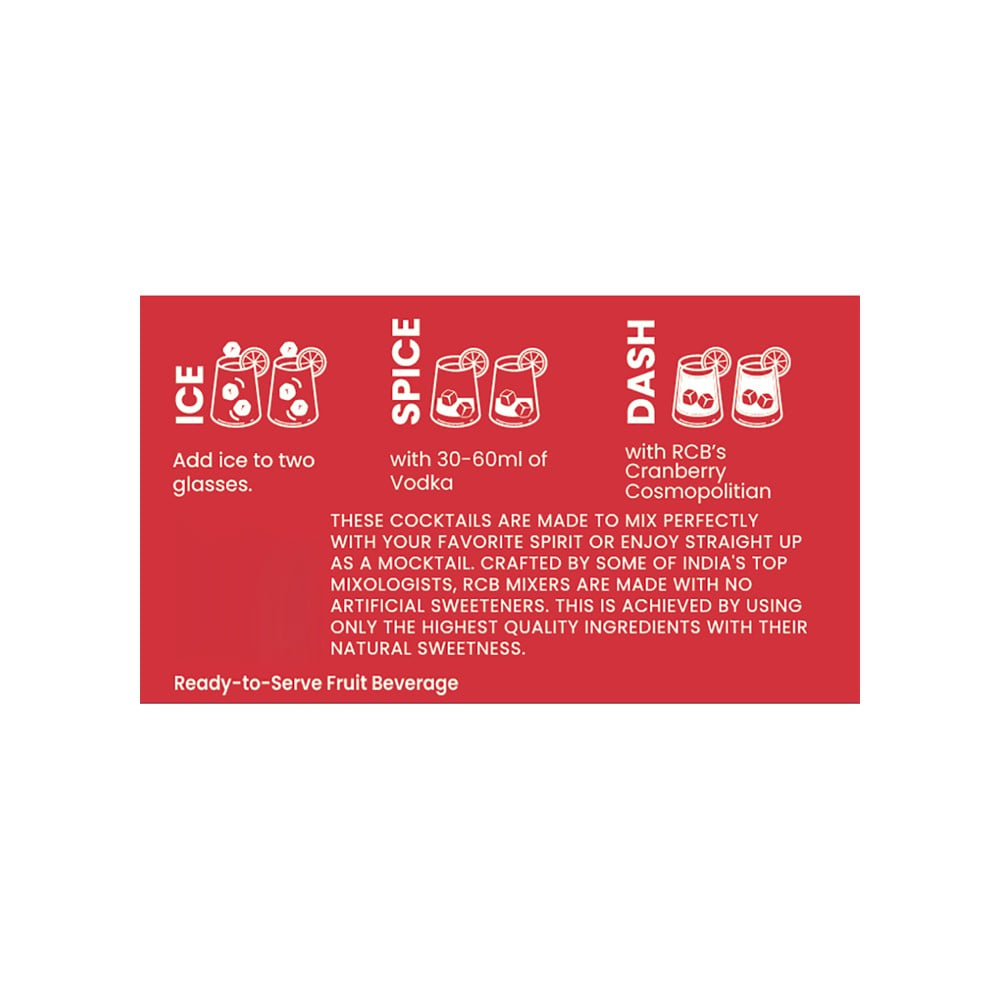 ICE
Add ice to two
glasses.
SPICE
with 30-60ml of
Vodka
DASH
with RCB's
Cranberry
Cosmopolitian
THESE COCKTAILS ARE MADE TO MIX PERFECTLY
WITH YOUR FAVORITE SPIRIT OR ENJOY STRAIGHT UP
AS A MOCKTAIL. CRAFTED BY SOME OF INDIA'S TOP
MIXOLOGISTS, RCB MIXERS ARE MADE WITH NO
ARTIFICIAL SWEETENERS. THIS IS ACHIEVED BY USING
ONLY THE HIGHEST QUALITY INGREDIENTS WITH THEIR
NATURAL SWEETNESS.
Ready-to-Serve Fruit Beverage